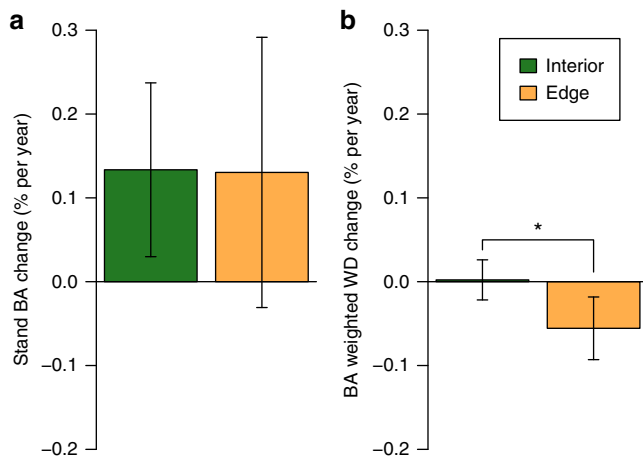 a
Stand BA change (% per year)
0.3
0.2
0.1
0.0
−0.1
−0.2
b
BA weighted WD change (% per year)
0.3
0.2
0.1
0.0
−0.1
−0.2
Interior
Edge
*